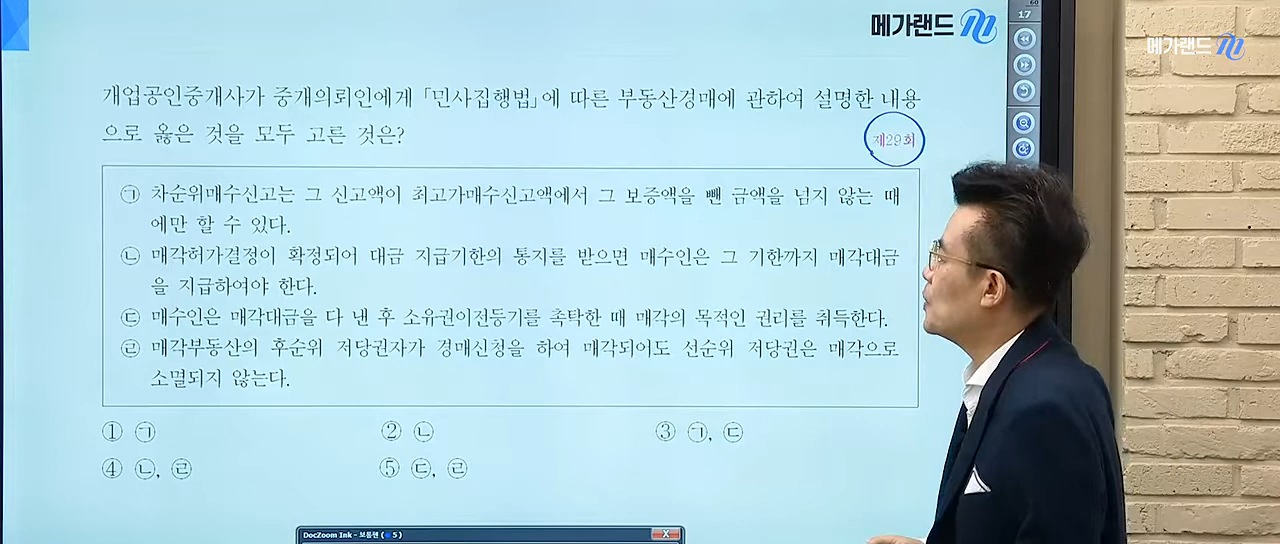 메가랜드
메가랜드
60
17
개업공인중개사가 중개의뢰인에게 「민사집행법」에 따른 부동산경매에 관하여 설명한 내용
으로 옳은 것을 모두 고른 것은?
제29회
㉠ 차순위매수신고는 그 신고액이 최고가매수신고액에서 그 보증액을 뺀 금액을 넘지 않는 때
에만 할 수 있다.
㉡ 매각허가결정이 확정되어 대금 지급기한의 통지를 받으면 매수인은 그 기한까지 매각대금
을 지급하여야 한다.
㉢ 매수인은 매각대금을 다 낸 후 소유권이전등기를 촉탁한 때 매각의 목적인 권리를 취득한다.
㉣ 매각부동산의 후순위 저당권자가 경매신청을 하여 매각되어도 선순위 저당권은 매각으로
소멸되지 않는다.
① ㉠ ② ㉡ ③ ㉠, ㉢
④ ㉡, ㉣ ⑤ ㉢, ㉣
DocZoom Ink - 보통펜 ( 5 )